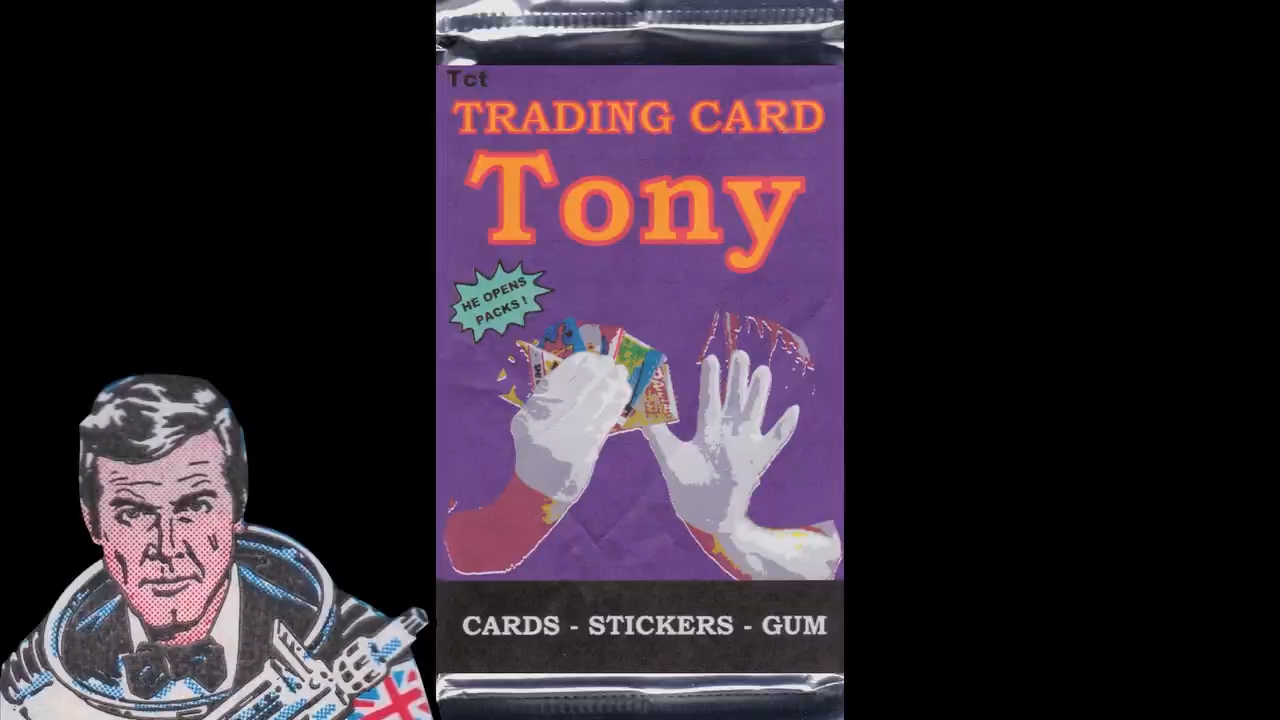 Tct
TRADING CARD
Tony
HE OPENS
PACKS !
CARDS - STICKERS - GUM